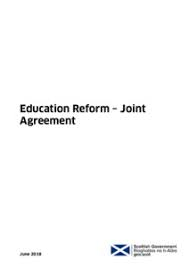 Education Reform – Joint
Agreement
June 2018
Scottish Government
Riaghaltas na h-Alba
gov.scot